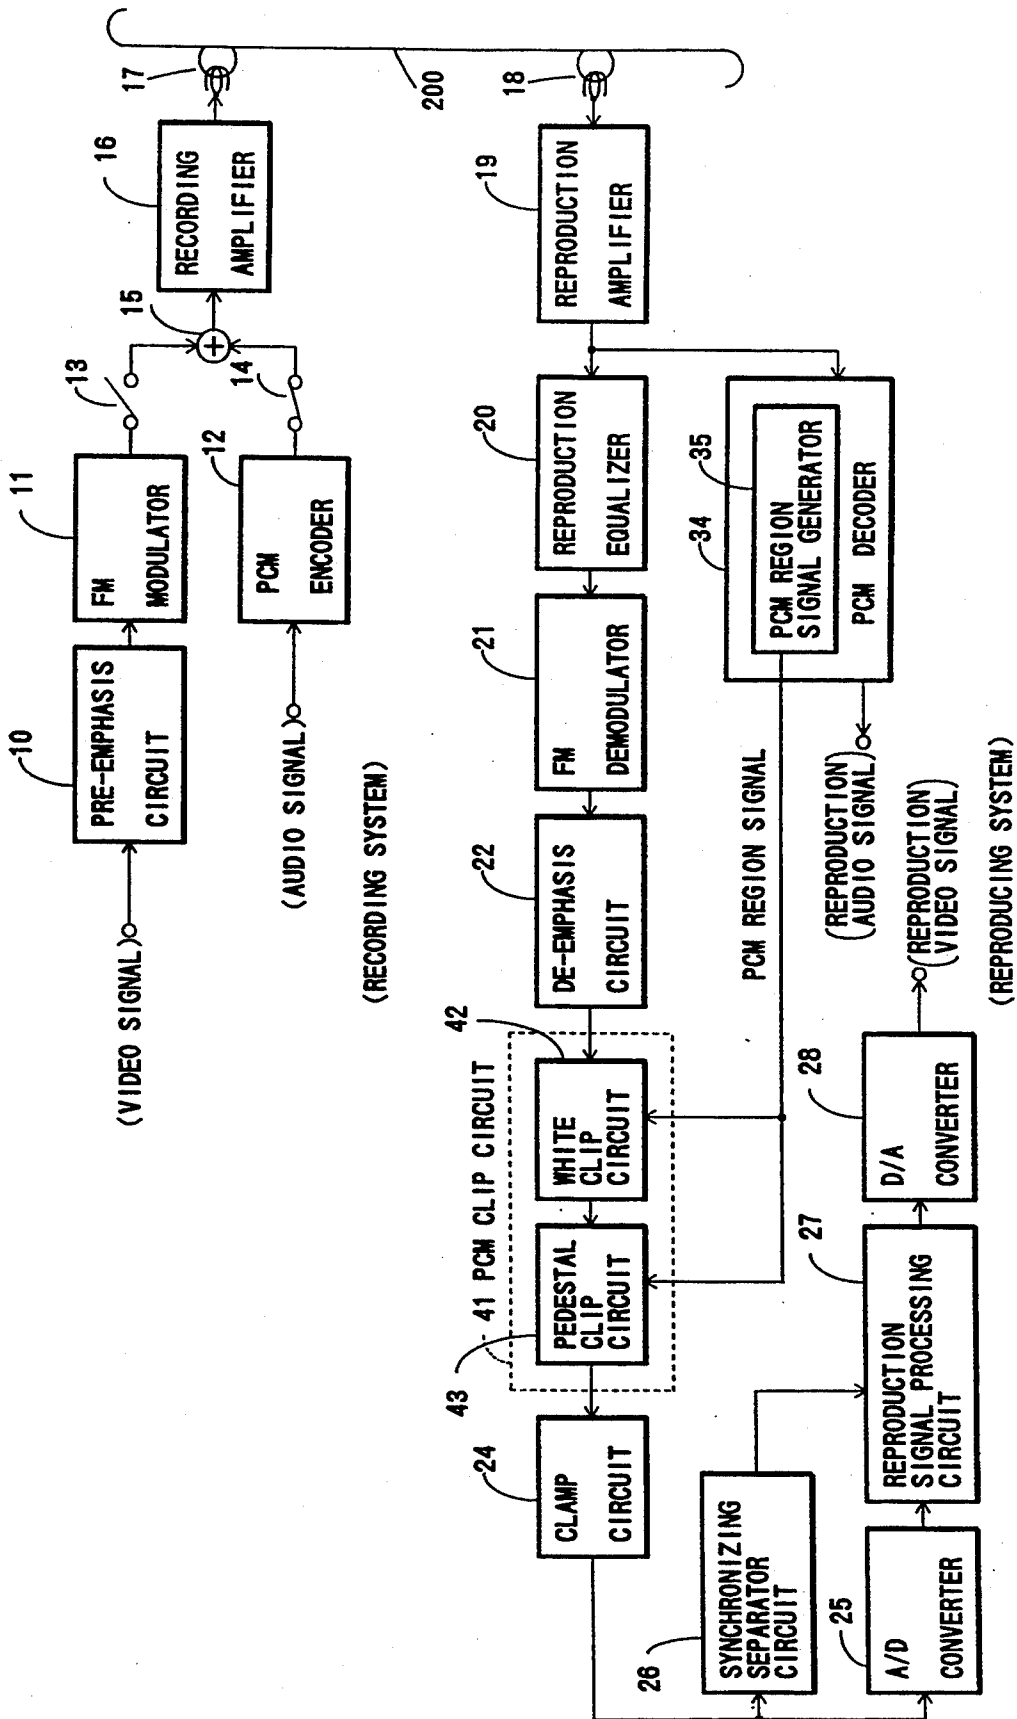 10
PRE-EMPHASIS
CIRCUIT
(VIDEO SIGNAL)
11
FM
MODULATOR
13
12
PCM
ENCODER
(AUDIO SIGNAL)
14
15
16
RECORDING
AMPLIFIER
17
(RECORDING SYSTEM)
200
18
19
REPRODUCTION
AMPLIFIER
20
REPRODUCTION
EQUALIZER
21
FM
DEMODULATOR
22
DE-EMPHASIS
CIRCUIT
41 PCM CLIP CIRCUIT
42
WHITE
CLIP
CIRCUIT
43
PEDESTAL
CLIP
CIRCUIT
24
CLAMP
CIRCUIT
34
35
PCM REGION
SIGNAL GENERATOR
PCM DECODER
PCM REGION SIGNAL
(REPRODUCTION
AUDIO SIGNAL)
26
SYNCHRONIZING
SEPARATOR
CIRCUIT
25
A/D
CONVERTER
27
REPRODUCTION
SIGNAL PROCESSING
CIRCUIT
28
D/A
CONVERTER
(REPRODUCTION
VIDEO SIGNAL)
(REPRODUCING SYSTEM)